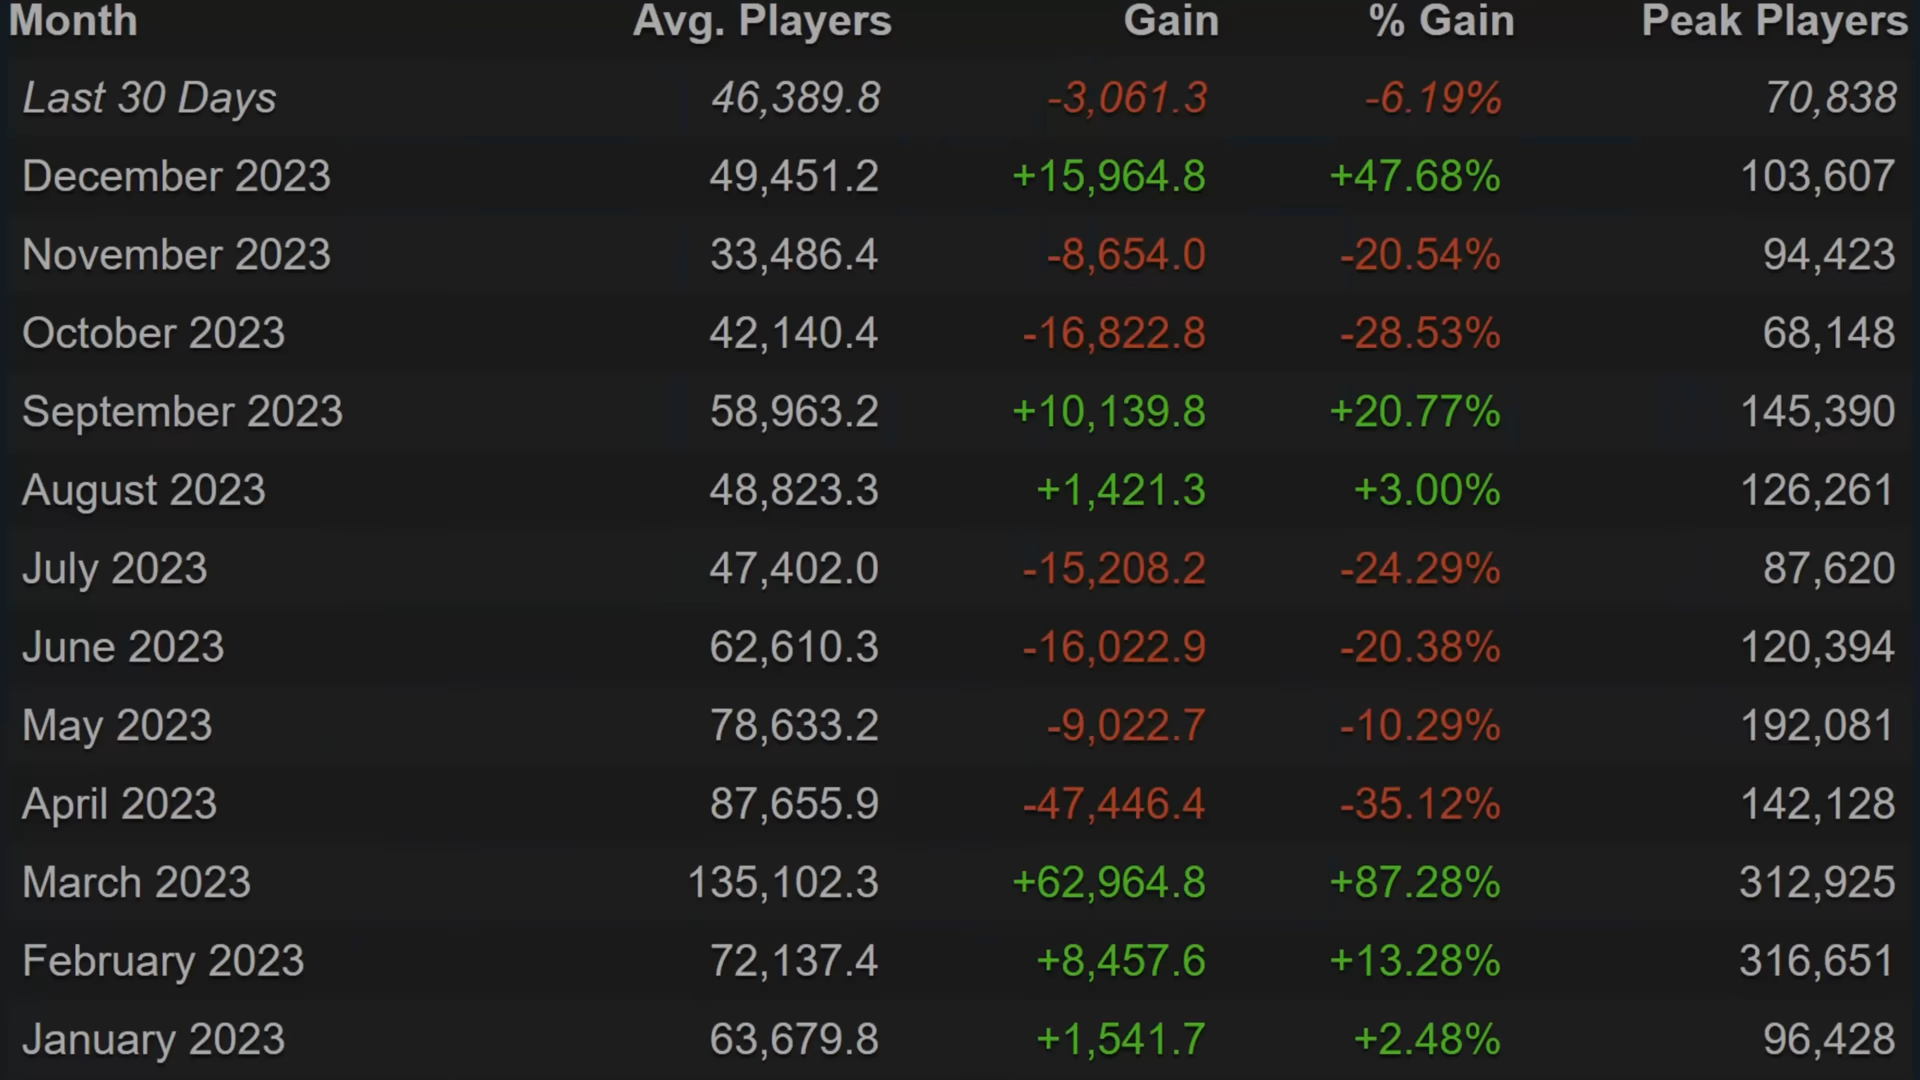 Month Avg. Players Gain % Gain Peak Players
Last 30 Days 46,389.8 -3,061.3 -6.19% 70,838
December 2023 49,451.2 +15,964.8 +47.68% 103,607
November 2023 33,486.4 -8,654.0 -20.54% 94,423
October 2023 42,140.4 -16,822.8 -28.53% 68,148
September 2023 58,963.2 +10,139.8 +20.77% 145,390
August 2023 48,823.3 +1,421.3 +3.00% 126,261
July 2023 47,402.0 -15,208.2 -24.29% 87,620
June 2023 62,610.3 -16,022.9 -20.38% 120,394
May 2023 78,633.2 -9,022.7 -10.29% 192,081
April 2023 87,655.9 -47,446.4 -35.12% 142,128
March 2023 135,102.3 +62,964.8 +87.28% 312,925
February 2023 72,137.4 +8,457.6 +13.28% 316,651
January 2023 63,679.8 +1,541.7 +2.48% 96,428